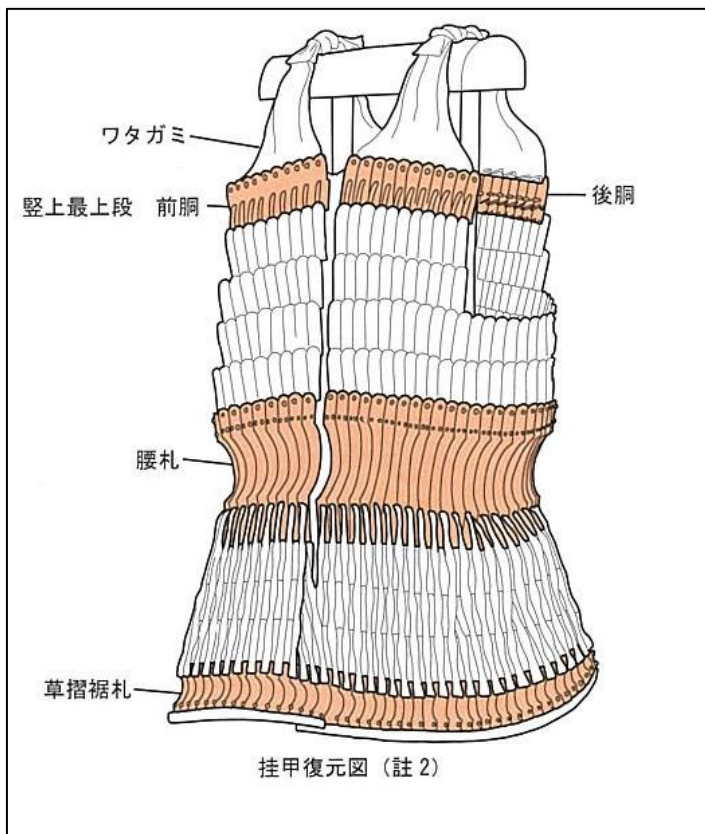 ワタガミ
竪上最上段　前胴
後胴
腰札
草摺裾札
挂甲復元図（註2）